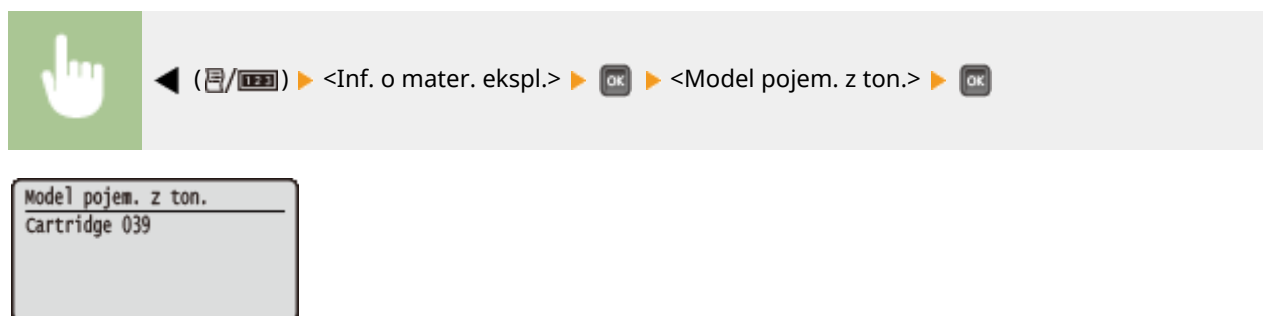 ◀ (/123) ▶ <Inf. o mater. ekspl.> ▶ OK ▶ <Model pojem. z ton.> ▶ OK
Model pojem. z ton.
Cartridge 039